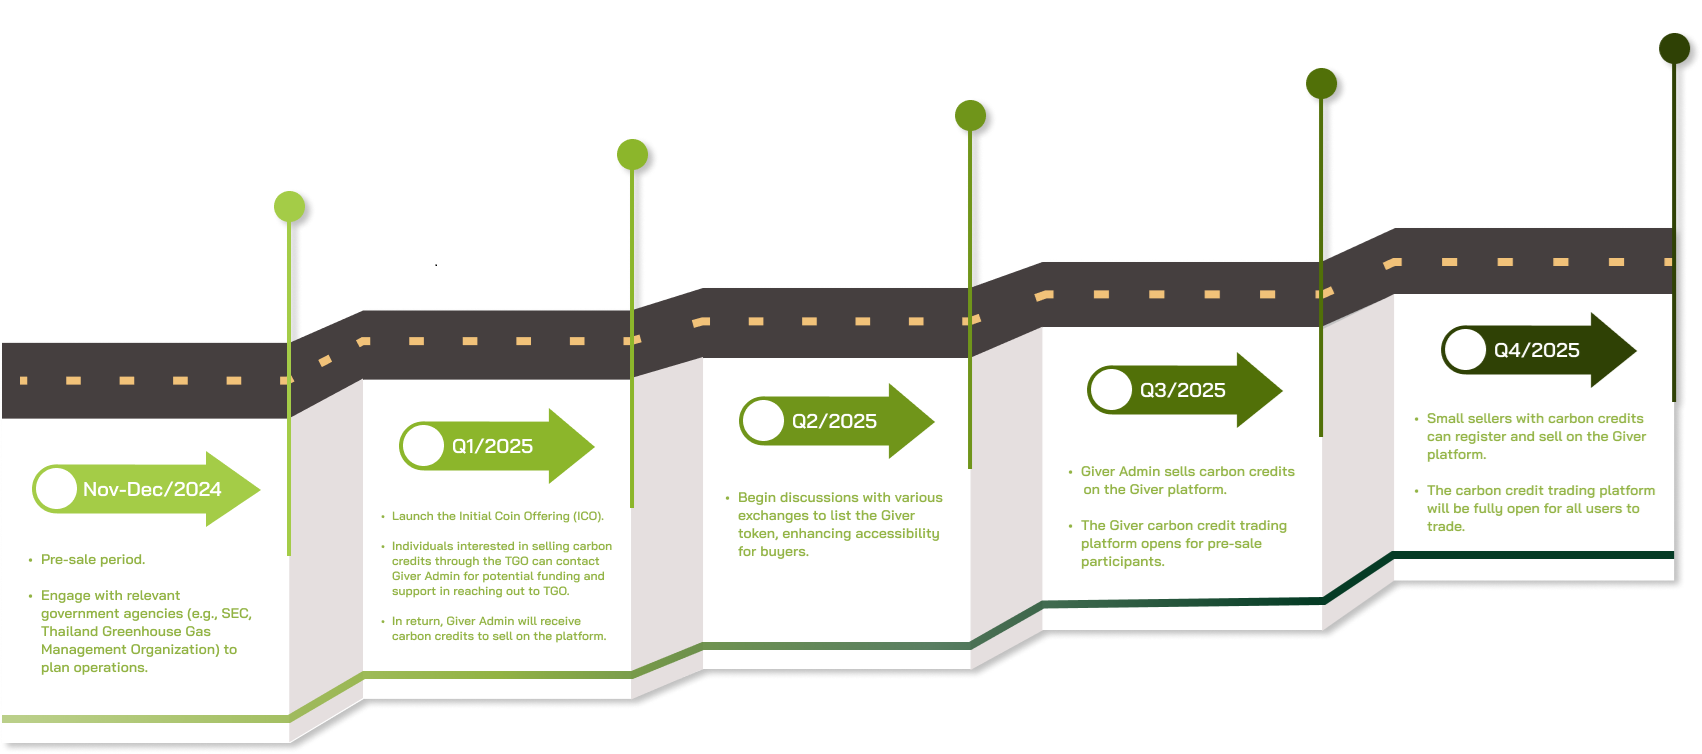 Nov-Dec/2024
• Pre-sale period.
• Engage with relevant
government agencies (e.g., SEC,
Thailand Greenhouse Gas
Management Organization) to
plan operations.
Q1/2025
• Launch the Initial Coin Offering (ICO).
• Individuals interested in selling carbon
credits through the TGO can contact
Giver Admin for potential funding and
support in reaching out to TGO.
• In return, Giver Admin will receive
carbon credits to sell on the platform.
Q2/2025
• Begin discussions with various
exchanges to list the Giver
token, enhancing accessibility
for buyers.
Q3/2025
• Giver Admin sells carbon credits
on the Giver platform.
• The Giver carbon credit trading
platform opens for pre-sale
participants.
Q4/2025
• Small sellers with carbon credits
can register and sell on the Giver
platform.
• The carbon credit trading platform
will be fully open for all users to
trade.